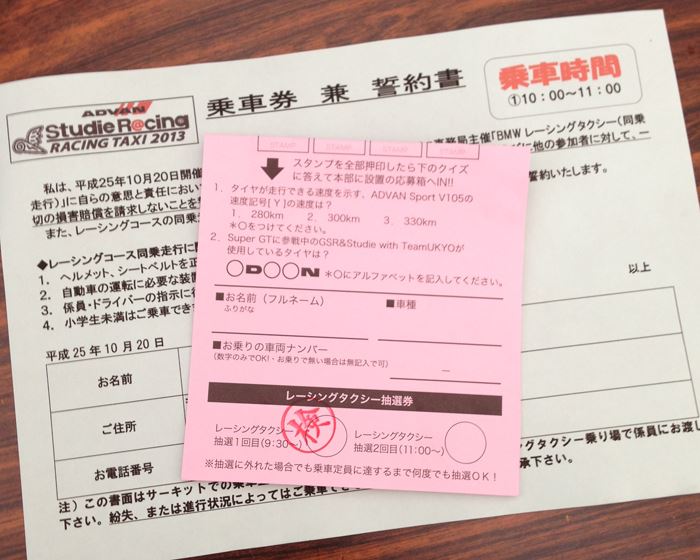 ADVAN
Studie R@cing
RACING TAXI 2013
乗車券 兼 誓約書
乗車時間
①10：00～11：00
私は、平成25年10月20日開催
事務局主催「BMW レーシングタクシー(同乗
走行)」に自らの意思と責任におい
に他の参加者に対して、一
切の損害賠償を請求しないことを
誓約いたします。
また、レーシングコースの同乗
以上
◆レーシングコース同乗走行に
1. ヘルメット、シートベルトを正
2. 自動車の運転に必要な装置
3. 係員・ドライバーの指示に
4. 小学生未満はご乗車でき
平成25年10月20日
お名前
ご住所
お電話番号
注）この書面はサーキットでの乗車
グタクシー乗り場で係員にお渡し
下さい。紛失、または進行状況によってはご乗車でき
承下さい。
STAMP STAMP STAMP STAMP
スタンプを全部押印したら下のクイズ
に答えて本部に設置の応募箱へIN!!
1. タイヤが走行できる速度を示す、ADVAN Sport V105の
速度記号[ Y ]の速度は?
1. 280km 2. 300km 3. 330km
＊○をつけてください。
2. Super GTに参戦中のGSR&Studie with TeamUKYOが
使用しているタイヤは?
○D○○N ＊○にアルファベットを記入してください。
■お名前（フルネーム） ■車種
ふりがな
■お乗りの車両ナンバー
（数字のみでOK!・お乗りで無い場合は無記入で可）
―
レーシングタクシー抽選券
レーシングタクシー
抽選1回目(9:30～)
検
レーシングタクシー
抽選2回目(11:00～)
※抽選に外れた場合でも乗車定員に達するまで何度でも抽選OK！